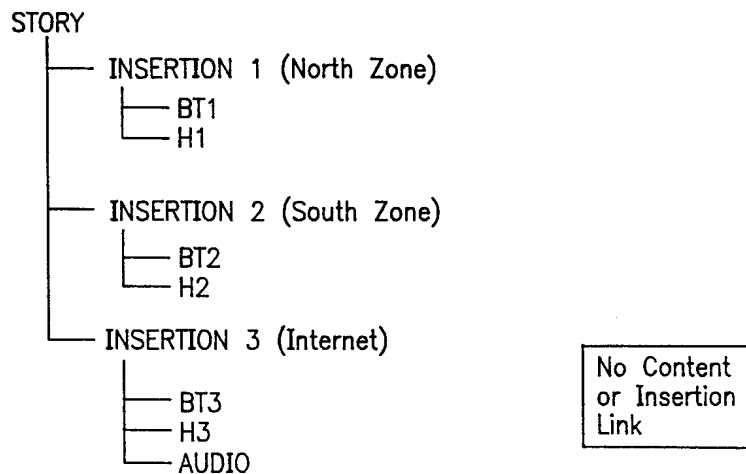 STORY
INSERTION 1 (North Zone)
BT1
H1
INSERTION 2 (South Zone)
BT2
H2
INSERTION 3 (Internet)
BT3
H3
AUDIO
No Content
or Insertion
Link